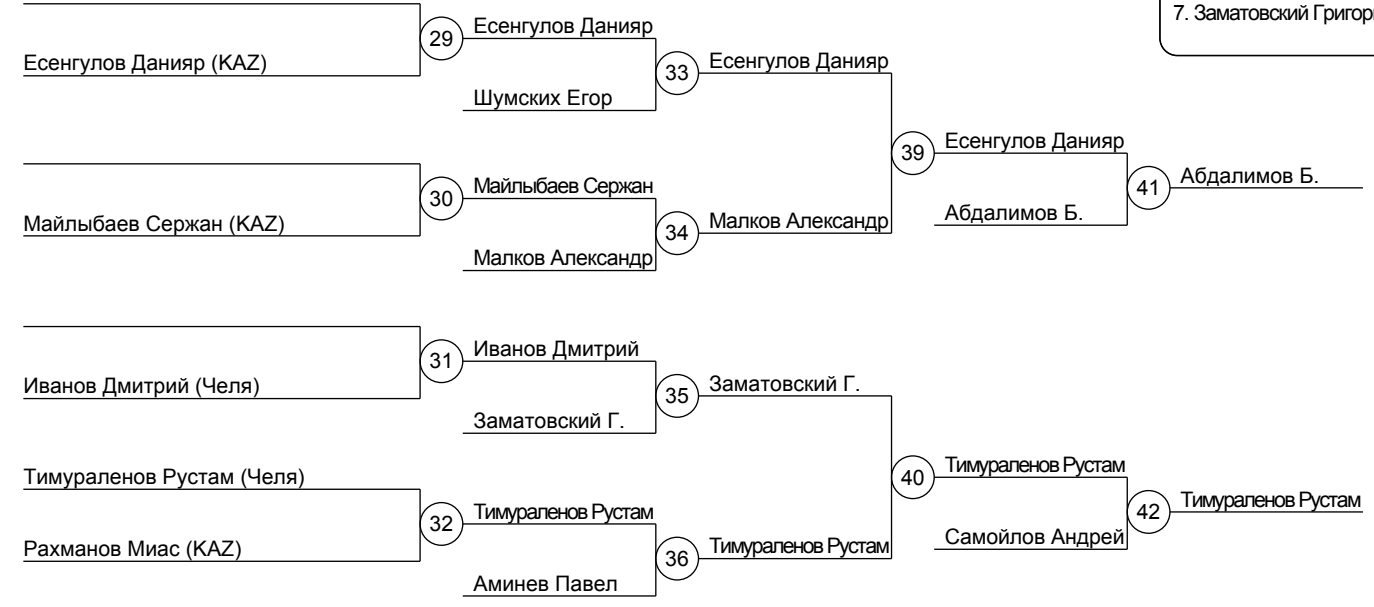 7. Заматовский Григор
29
Есенгулов Данияр
Есенгулов Данияр (KAZ)
33
Есенгулов Данияр
Шумских Егор
39
Есенгулов Данияр
41
Абдалимов Б.
30
Майлыбаев Сержан
Майлыбаев Сержан (KAZ)
34
Малков Александр
Абдалимов Б.
Малков Александр
31
Иванов Дмитрий
Иванов Дмитрий (Челя)
35
Заматовский Г.
Заматовский Г.
Тимураленов Рустам (Челя)
40
Тимураленов Рустам
42
Тимураленов Рустам
32
Тимураленов Рустам
Рахманов Миас (KAZ)
36
Тимураленов Рустам
Самойлов Андрей
Аминев Павел